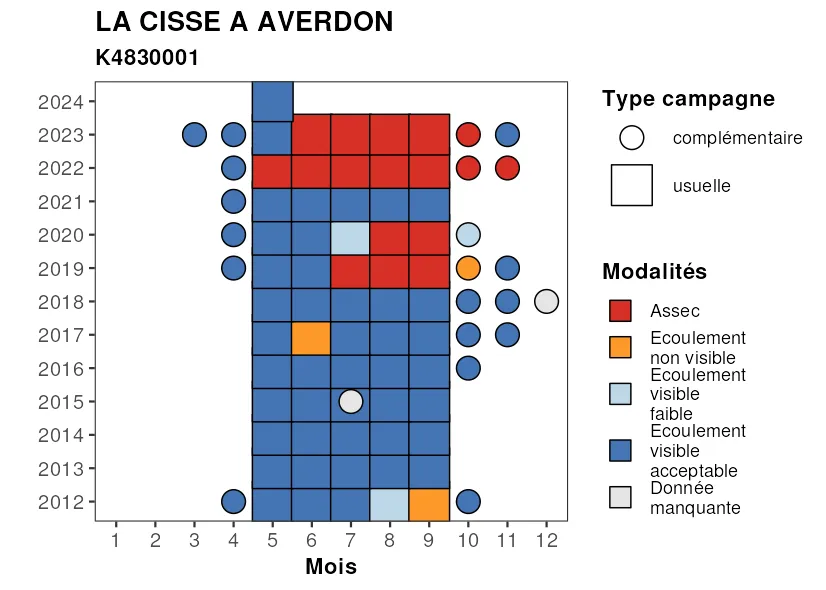 LA CISSE A AVERDON
K4830001
2024
2023
2022
2021
2020
2019
2018
2017
2016
2015
2014
2013
2012
1 2 3 4 5 6 7 8 9 10 11 12
Mois
Type campagne
complémentaire
usuelle
Modalités
Assec
Ecoulement
non visible
Ecoulement
visible
faible
Ecoulement
visible
acceptable
Donnée
manquante